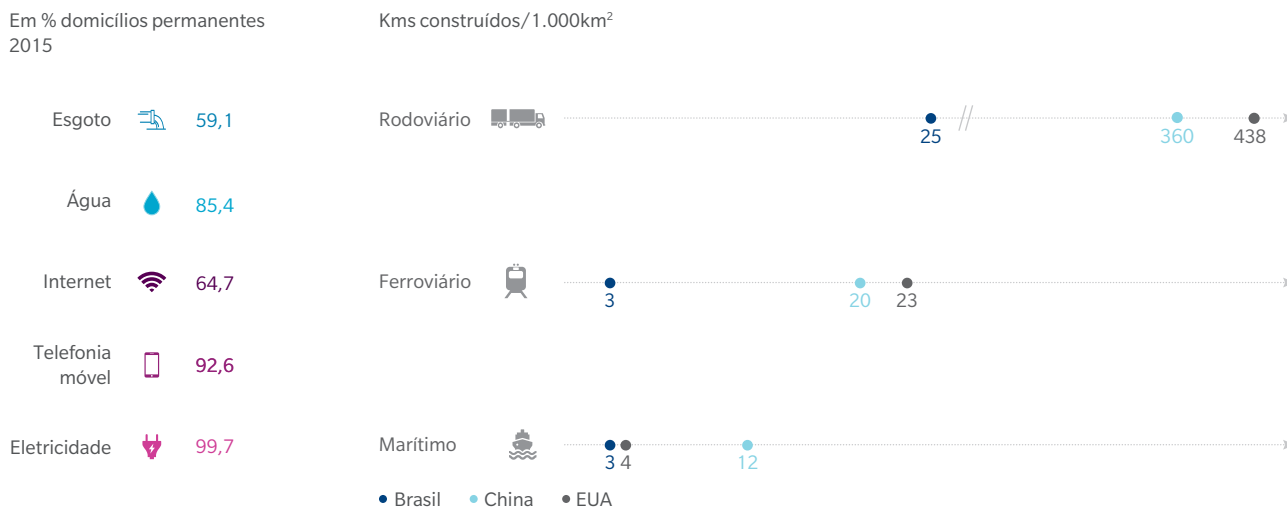 Em % domicílios permanentes
2015
Esgoto 59,1
Água 85,4
Internet 64,7
Telefonia
móvel 92,6
Eletricidade 99,7
Kms construídos/1.000km²
Rodoviário
25 360 438
Ferroviário
3 20 23
Marítimo
3 4 12
Brasil China EUA